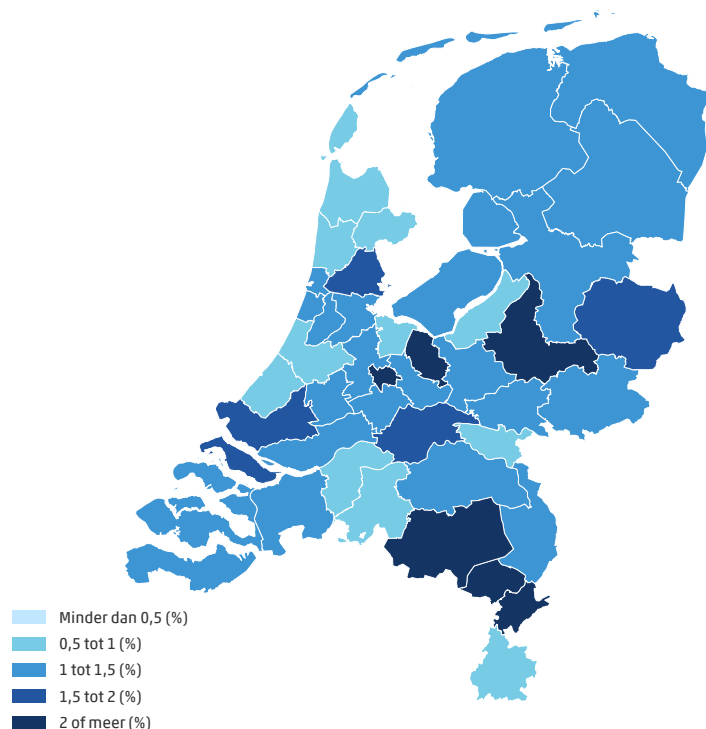 Minder dan 0,5 (%)
0,5 tot 1 (%)
1 tot 1,5 (%)
1,5 tot 2 (%)
2 of meer (%)